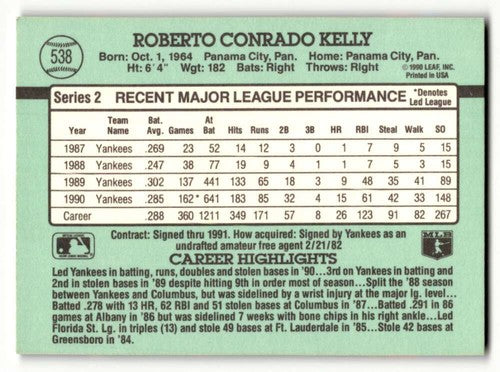 538
ROBERTO CONRADO KELLY
Born: Oct. 1, 1964 Panama City, Pan. Home: Panama City, Pan.
Ht: 6'4" Wgt: 182 Bats: Right Throws: Right
©1990 LEAF, INC.
Printed in USA
Series 2 RECENT MAJOR LEAGUE PERFORMANCE *Denotes Led League
YEAR Team Name Bat. Avg. Games At Bat Hits Runs 2B 3B HR RBI Steal Walk SO
1987 Yankees .269 23 52 14 12 3 0 1 7 9 5 15
1988 Yankees .247 38 77 19 9 4 1 1 7 5 3 15
1989 Yankees .302 137 441 133 65 18 3 9 48 35 41 89
1990 Yankees .285 162* 641 183 85 32 4 15 61 42 33 148
Career .288 360 1211 349 171 57 8 26 123 91 82 267
Contract: Signed thru 1991. How acquired: Signed by Yankees as an
undrafted amateur free agent 2/21/82
MLB
CAREER HIGHLIGHTS
Led Yankees in batting, runs, doubles and stolen bases in '90...3rd on Yankees in batting and
2nd in stolen bases in '89 despite hitting 9th in order most of season...Split the '88 season
between Yankees and Columbus, but was sidelined by a wrist injury at the major lg. level...
Batted .278 with 13 HR, 62 RBI and 51 stolen bases at Columbus in '87...Batted .291 in 86
games at Albany in '86 but was sidelined 7 weeks with bone chips in his right ankle...Led
Florida St. Lg. in triples (13) and stole 49 bases at Ft. Lauderdale in '85...Stole 42 bases at
Greensboro in '84.